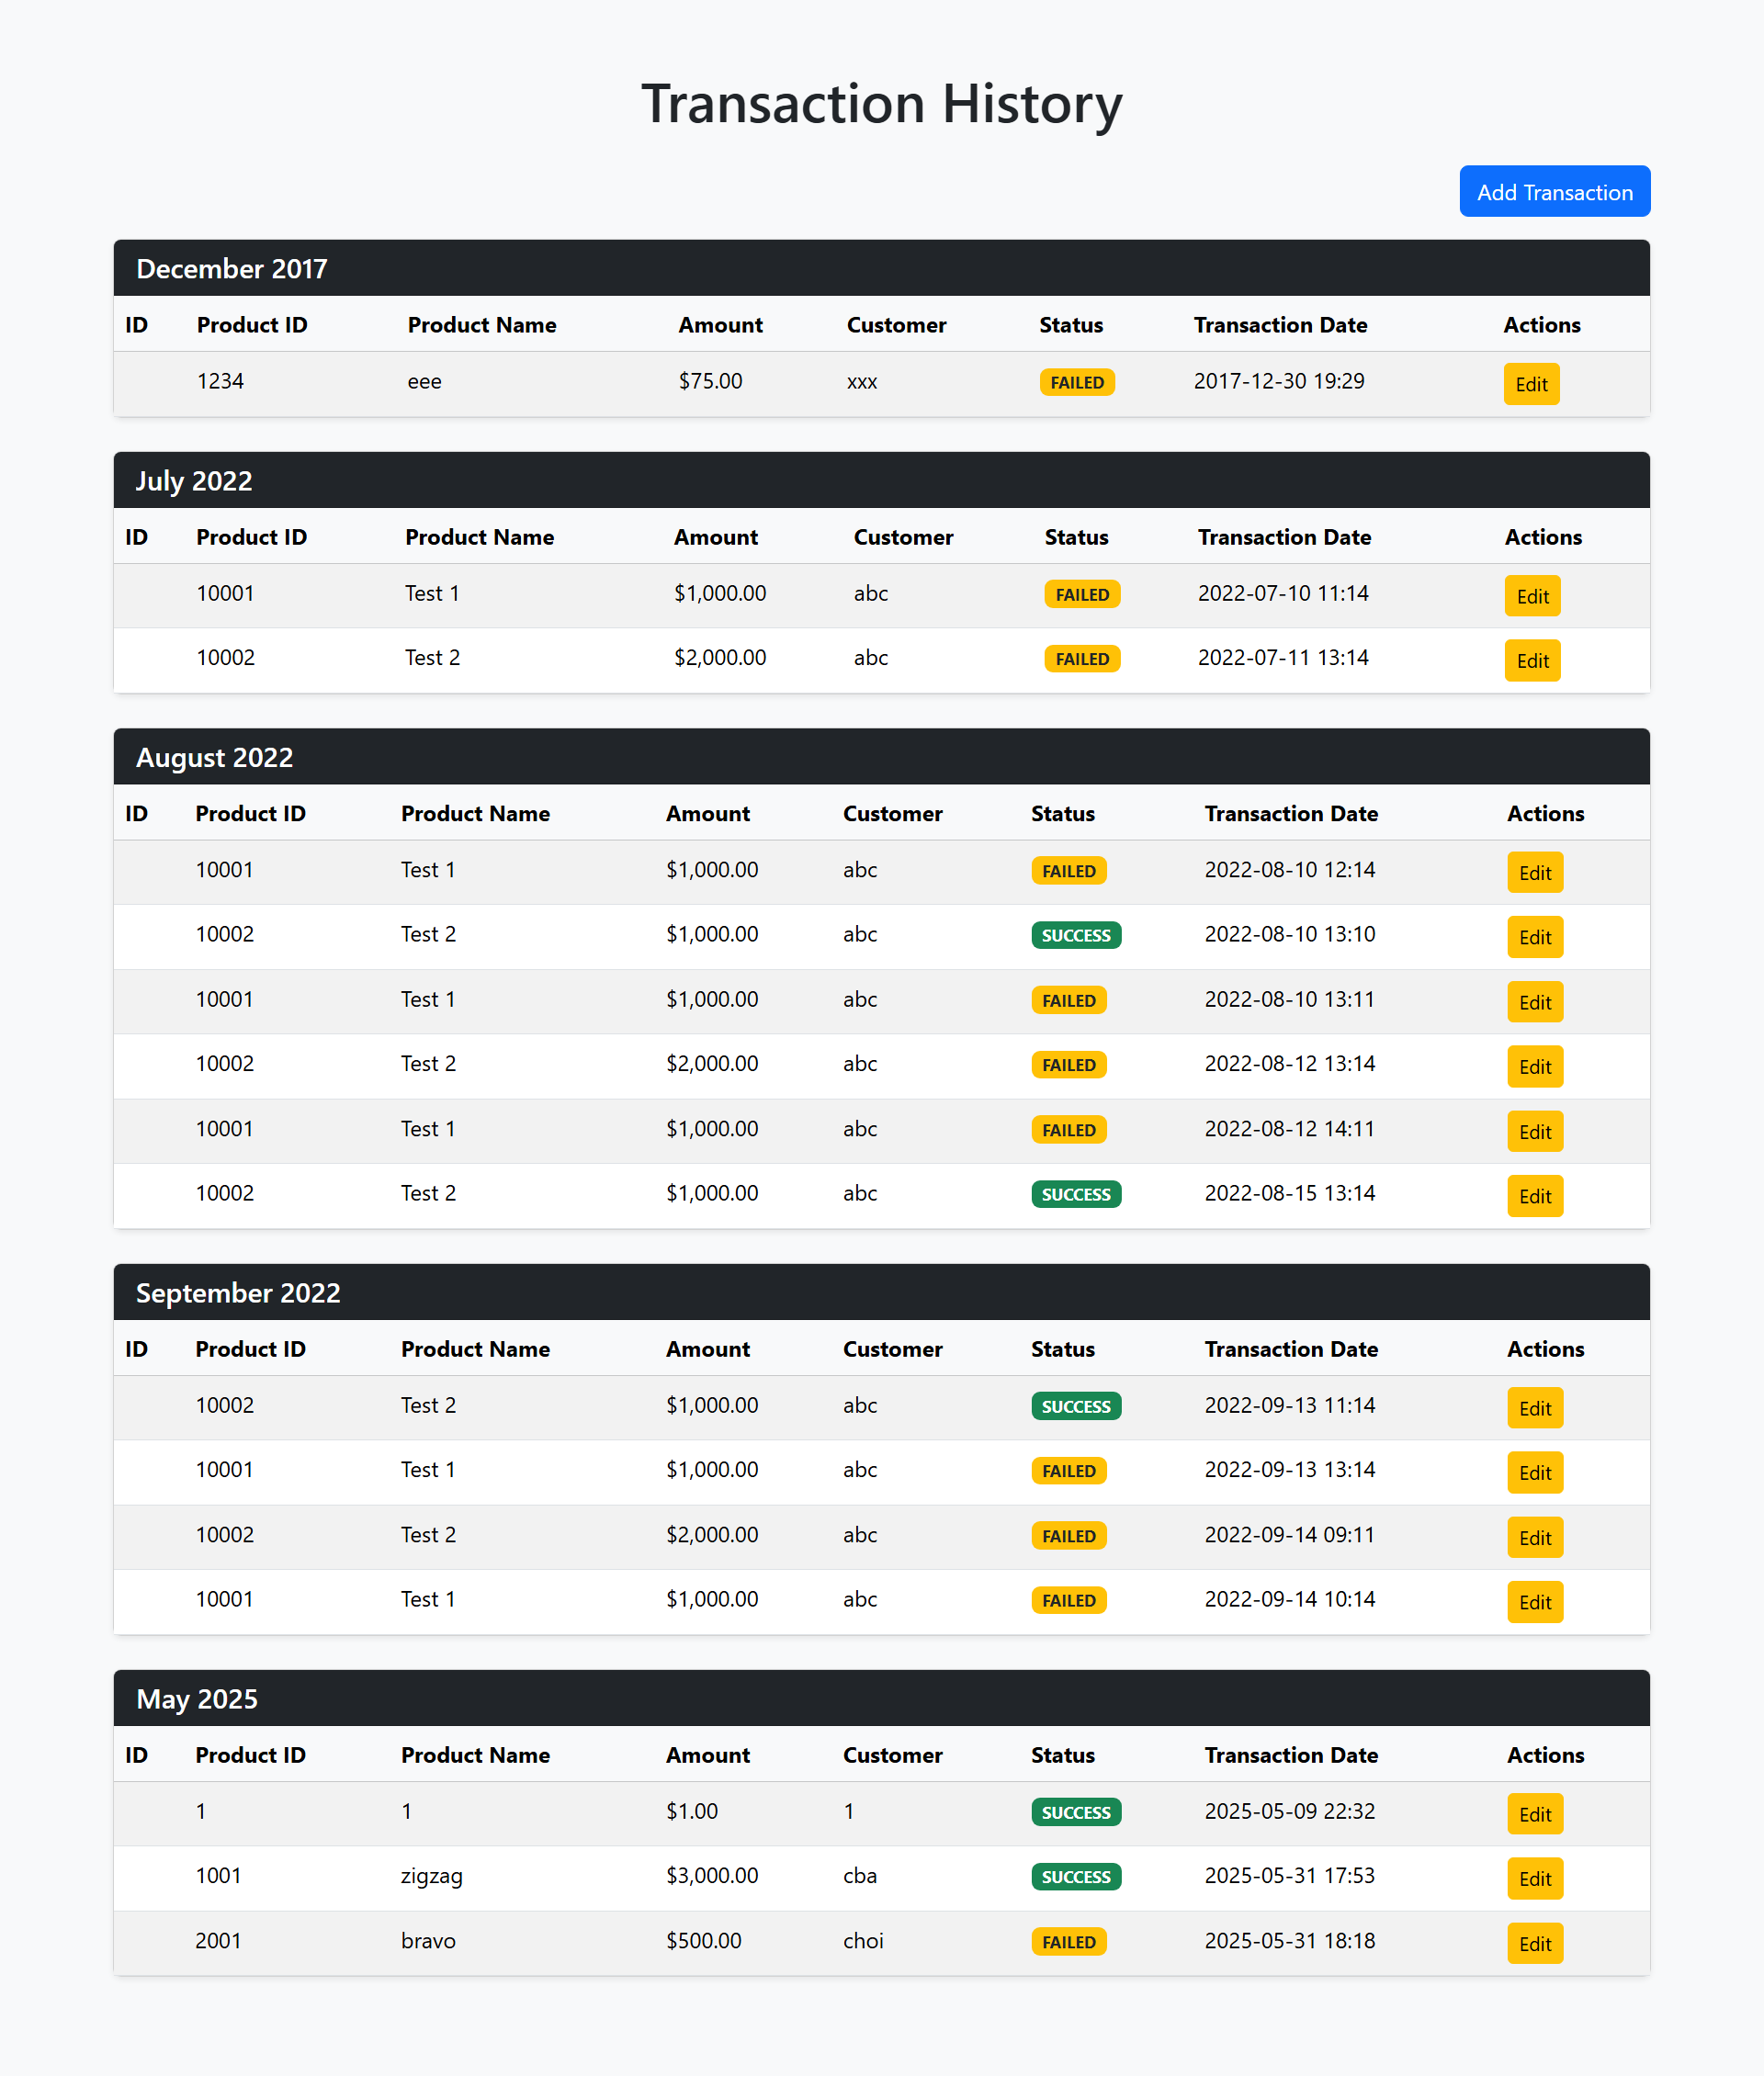 Transaction History
Add Transaction
December 2017
ID Product ID Product Name Amount Customer Status Transaction Date Actions
1234 eee $75.00 xxx FAILED 2017-12-30 19:29 Edit
July 2022
ID Product ID Product Name Amount Customer Status Transaction Date Actions
10001 Test 1 $1,000.00 abc FAILED 2022-07-10 11:14 Edit
10002 Test 2 $2,000.00 abc FAILED 2022-07-11 13:14 Edit
August 2022
ID Product ID Product Name Amount Customer Status Transaction Date Actions
10001 Test 1 $1,000.00 abc FAILED 2022-08-10 12:14 Edit
10002 Test 2 $1,000.00 abc SUCCESS 2022-08-10 13:10 Edit
10001 Test 1 $1,000.00 abc FAILED 2022-08-10 13:11 Edit
10002 Test 2 $2,000.00 abc FAILED 2022-08-12 13:14 Edit
10001 Test 1 $1,000.00 abc FAILED 2022-08-12 14:11 Edit
10002 Test 2 $1,000.00 abc SUCCESS 2022-08-15 13:14 Edit
September 2022
ID Product ID Product Name Amount Customer Status Transaction Date Actions
10002 Test 2 $1,000.00 abc SUCCESS 2022-09-13 11:14 Edit
10001 Test 1 $1,000.00 abc FAILED 2022-09-13 13:14 Edit
10002 Test 2 $2,000.00 abc FAILED 2022-09-14 09:11 Edit
10001 Test 1 $1,000.00 abc FAILED 2022-09-14 10:14 Edit
May 2025
ID Product ID Product Name Amount Customer Status Transaction Date Actions
1 1 $1.00 1 SUCCESS 2025-05-09 22:32 Edit
1001 zigzag $3,000.00 cba SUCCESS 2025-05-31 17:53 Edit
2001 bravo $500.00 choi FAILED 2025-05-31 18:18 Edit